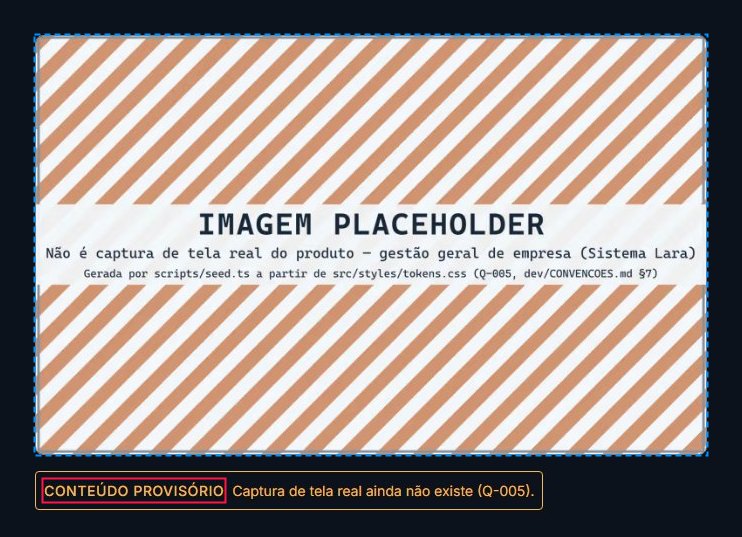 IMAGEM PLACEHOLDER
Não é captura de tela real do produto — gestão geral de empresa (Sistema Lara)
Gerada por scripts/seed.ts a partir de src/styles/tokens.css (Q-005, dev/CONVENCOES.md §7)
CONTEÚDO PROVISÓRIO Captura de tela real ainda não existe (Q-005).